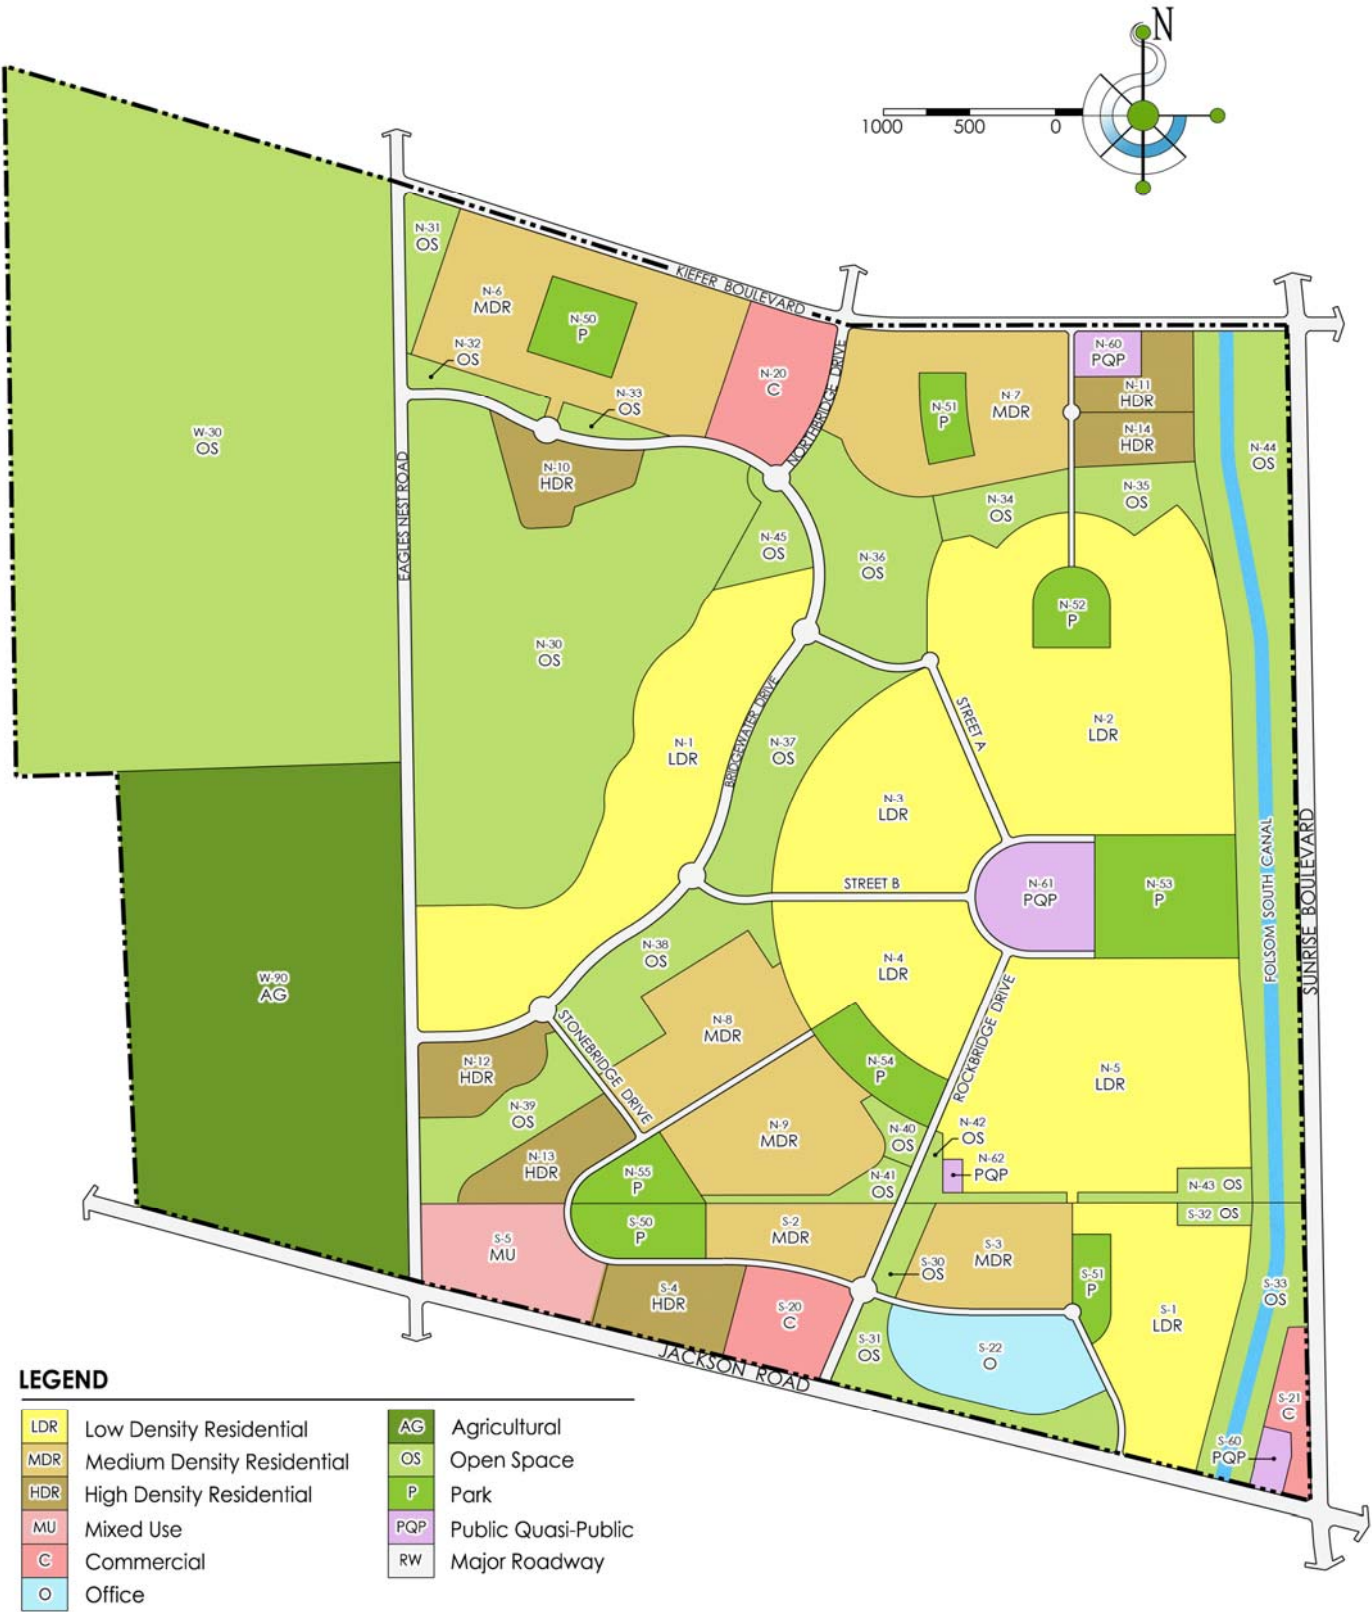 N
1000 500 0
N-31
OS
KIEFER BOULEVARD
N-6
MDR
N-50
P
N-32
OS
N-33
OS
N-20
C
NORTHBRIDGE DRIVE
N-60
PQP
N-11
HDR
N-7
MDR
N-51
P
N-14
HDR
N-44
OS
W-30
OS
EAGLES NEST ROAD
N-10
HDR
N-34
OS
N-35
OS
N-45
OS
N-36
OS
N-52
P
N-30
OS
N-1
LDR
BRIDGEWATER DRIVE
N-37
OS
STREET A
N-2
LDR
N-3
LDR
STREET B
N-61
PQP
N-53
P
FOLSOM SOUTH CANAL
SUNRISE BOULEVARD
N-38
OS
N-4
LDR
W-90
AG
N-8
MDR
STONEBRIDGE DRIVE
ROCKBRIDGE DRIVE
N-12
HDR
N-54
P
N-5
LDR
N-39
OS
N-9
MDR
N-40
OS
N-42
OS
N-13
HDR
N-55
P
N-41
OS
N-62
PQP
N-43 OS
S-32 OS
S-5
MU
S-50
P
S-2
MDR
S-30
OS
S-3
MDR
S-51
P
S-33
OS
S-4
HDR
S-20
C
S-1
LDR
S-31
OS
S-22
O
JACKSON ROAD
S-21
C
S-60
PQP
LEGEND
LDR Low Density Residential
MDR Medium Density Residential
HDR High Density Residential
MU Mixed Use
C Commercial
O Office
AG Agricultural
OS Open Space
P Park
PQP Public Quasi-Public
RW Major Roadway